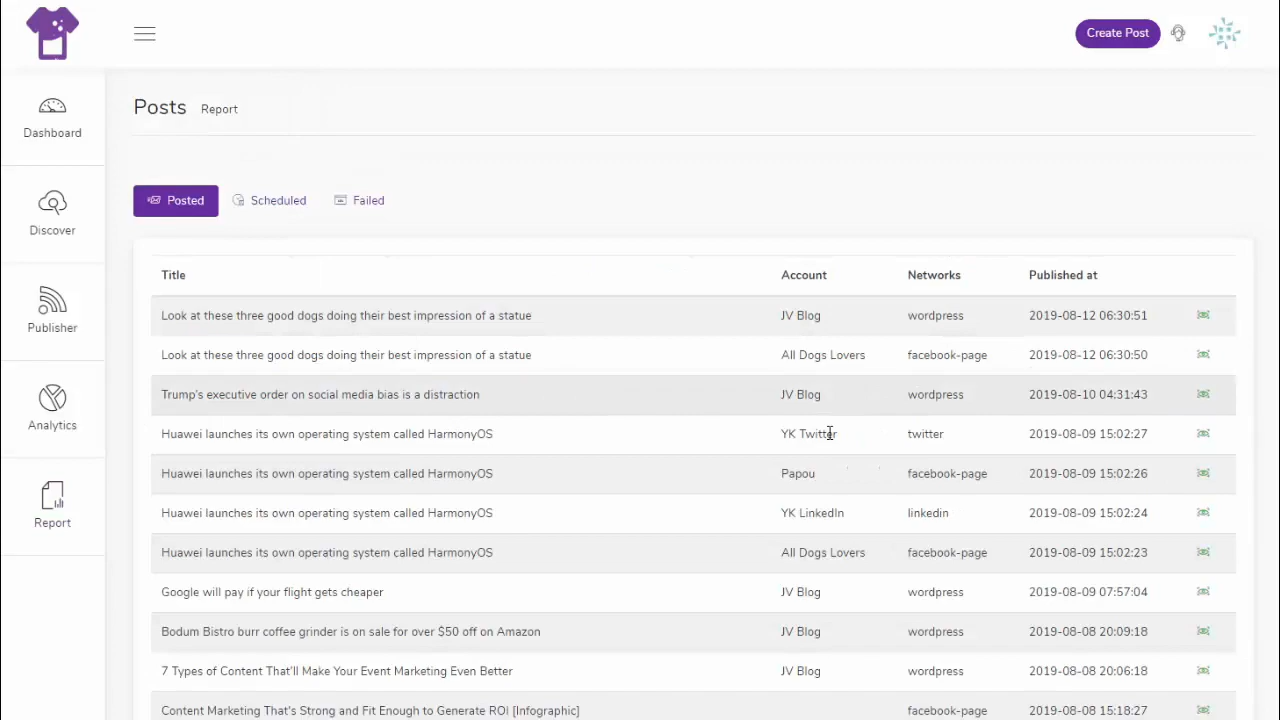 Create Post
Dashboard
Discover
Publisher
Analytics
Report
Posts Report
Posted Scheduled Failed
Title Account Networks Published at
Look at these three good dogs doing their best impression of a statue JV Blog wordpress 2019-08-12 06:30:51
Look at these three good dogs doing their best impression of a statue All Dogs Lovers facebook-page 2019-08-12 06:30:50
Trump's executive order on social media bias is a distraction JV Blog wordpress 2019-08-10 04:31:43
Huawei launches its own operating system called HarmonyOS YK Twitter twitter 2019-08-09 15:02:27
Huawei launches its own operating system called HarmonyOS Papou facebook-page 2019-08-09 15:02:26
Huawei launches its own operating system called HarmonyOS YK LinkedIn linkedin 2019-08-09 15:02:24
Huawei launches its own operating system called HarmonyOS All Dogs Lovers facebook-page 2019-08-09 15:02:23
Google will pay if your flight gets cheaper JV Blog wordpress 2019-08-09 07:57:04
Bodum Bistro burr coffee grinder is on sale for over $50 off on Amazon JV Blog wordpress 2019-08-08 20:09:18
7 Types of Content That'll Make Your Event Marketing Even Better JV Blog wordpress 2019-08-08 20:06:18
Content Marketing That's Strong and Fit Enough to Generate ROI [Infographic] facebook-page 2019-08-08 15:18:27